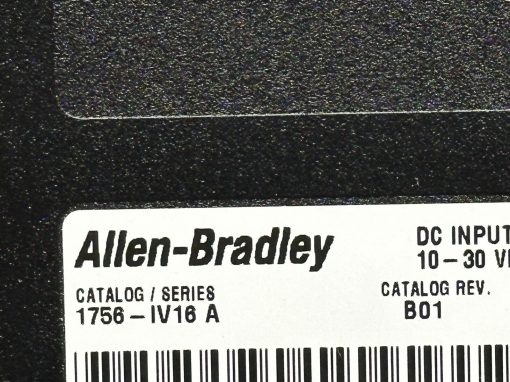 Allen-Bradley
DC INPUT
10-30 V
CATALOG / SERIES
1756-IV16 A
CATALOG REV.
B01